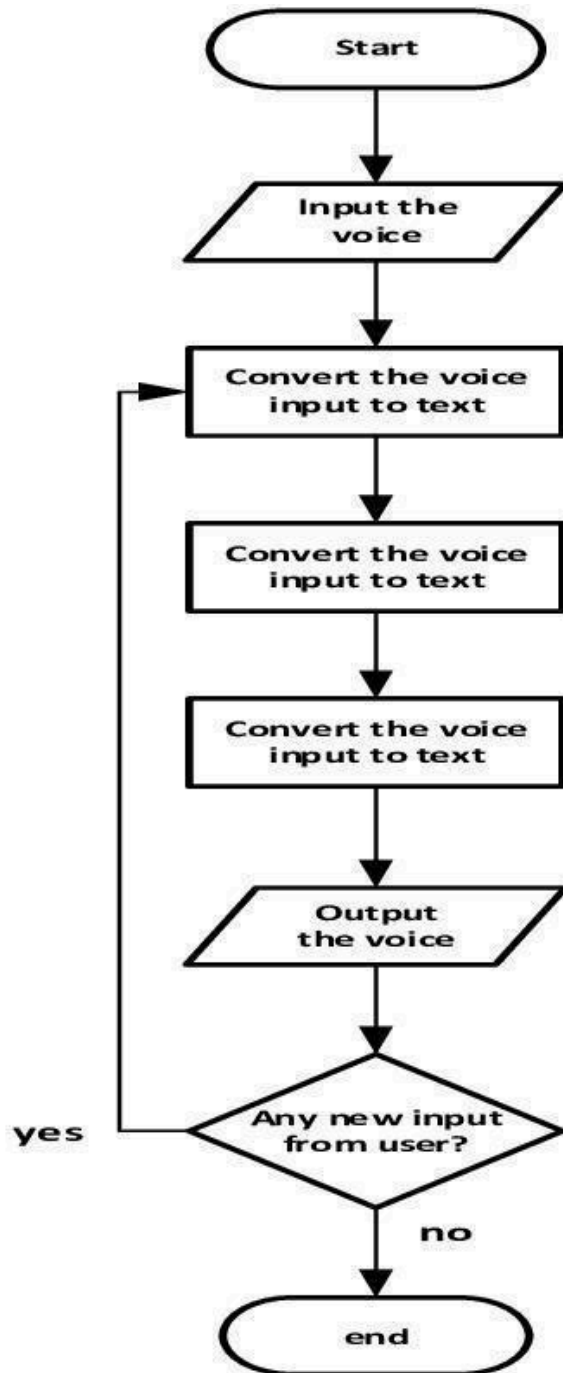 Start
Input the
voice
Convert the voice
input to text
Convert the voice
input to text
Convert the voice
input to text
Output
the voice
Any new input
from user?
yes
no
end